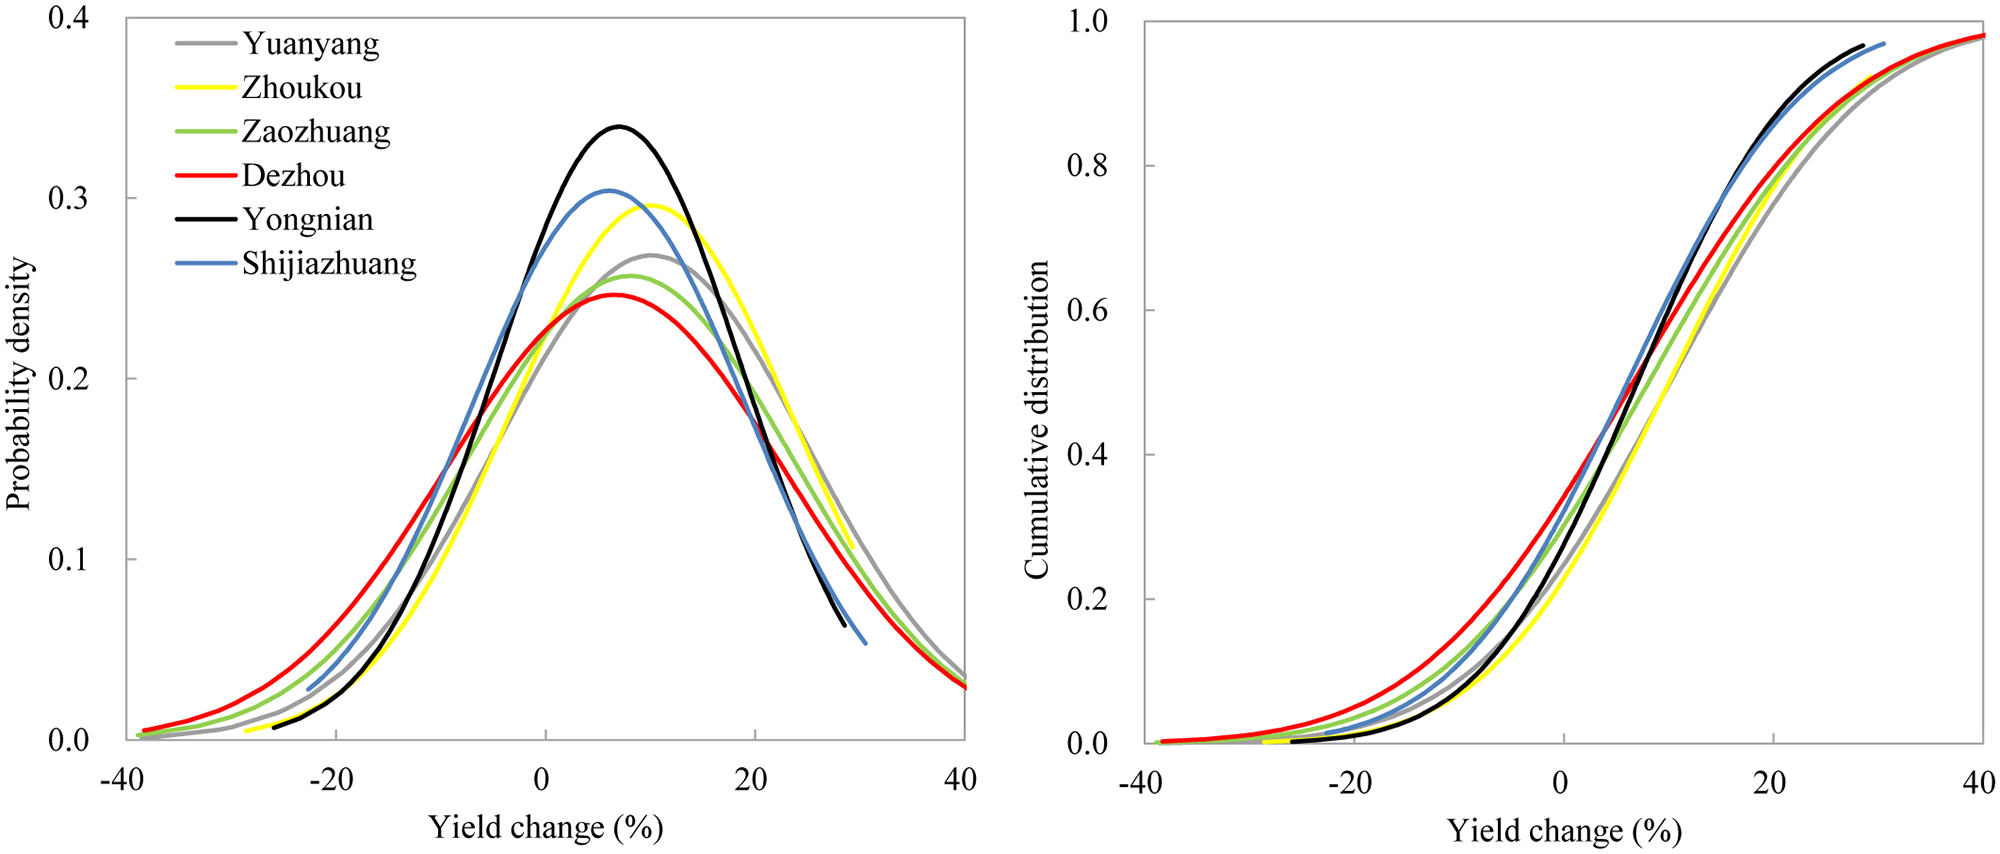 0.4
0.3
0.2
0.1
0.0
Probability density
Yuanyang
Zhoukou
Zaozhuang
Dezhou
Yongnian
Shijiazhuang
-40 -20 0 20 40
Yield change (%)
1.0
0.8
0.6
0.4
0.2
0.0
Cumulative distribution
-40 -20 0 20 40
Yield change (%)